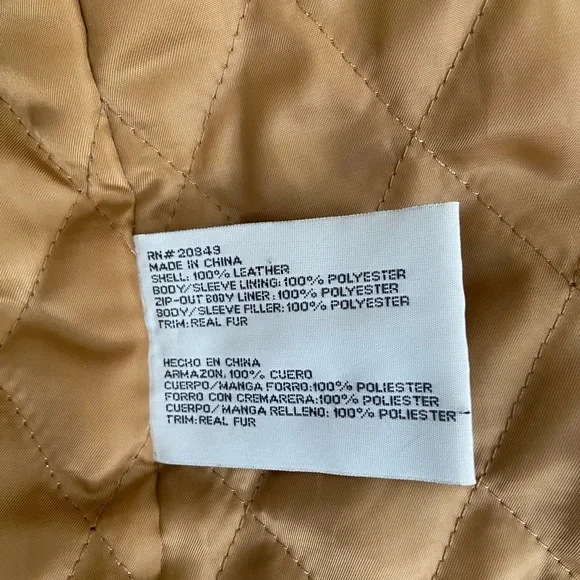 RN# 20849
MADE IN CHINA
SHELL: 100% LEATHER
BODY/SLEEVE LINING: 100% POLYESTER
ZIP-OUT BODY LINER: 100% POLYESTER
BODY/SLEEVE FILLER: 100% POLYESTER
TRIM: REAL FUR
HECHO EN CHINA
ARMAZON: 100% CUERO
CUERPO/MANGA FORRO: 100% POLIESTER
FORRO CON CREMARERA: 100% POLIESTER
CUERPO/MANGA RELLENO: 100% POLIESTER
TRIM: REAL FUR